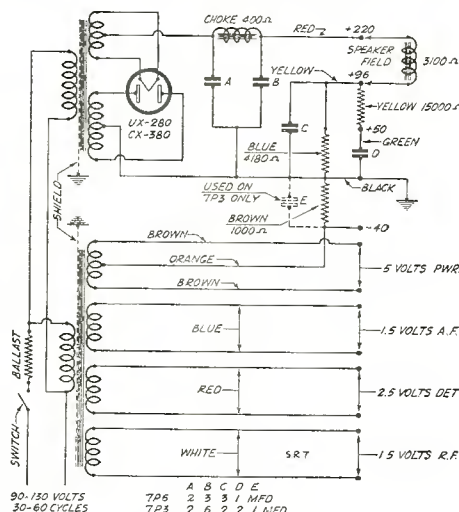 CHOKE 400Ω
RED
+220
SPEAKER
FIELD
3100Ω
YELLOW
+96
A
B
UX-280
CX-380
YELLOW 15000Ω
+50
C
GREEN
BLUE
4180Ω
D
BLACK
USED ON
7P3 ONLY
E
SHIELD
BROWN
1000Ω
-40
BROWN
ORANGE
5 VOLTS PWR.
BROWN
BLUE
1.5 VOLTS A.F.
BALLAST
RED
2.5 VOLTS DET.
SWITCH
WHITE
SRT
1.5 VOLTS R.F.
90-130 VOLTS
30-60 CYCLES
A B C D E
7P6 2 3 3 1 MFD
7P3 2 6 2 2 .1 MFD